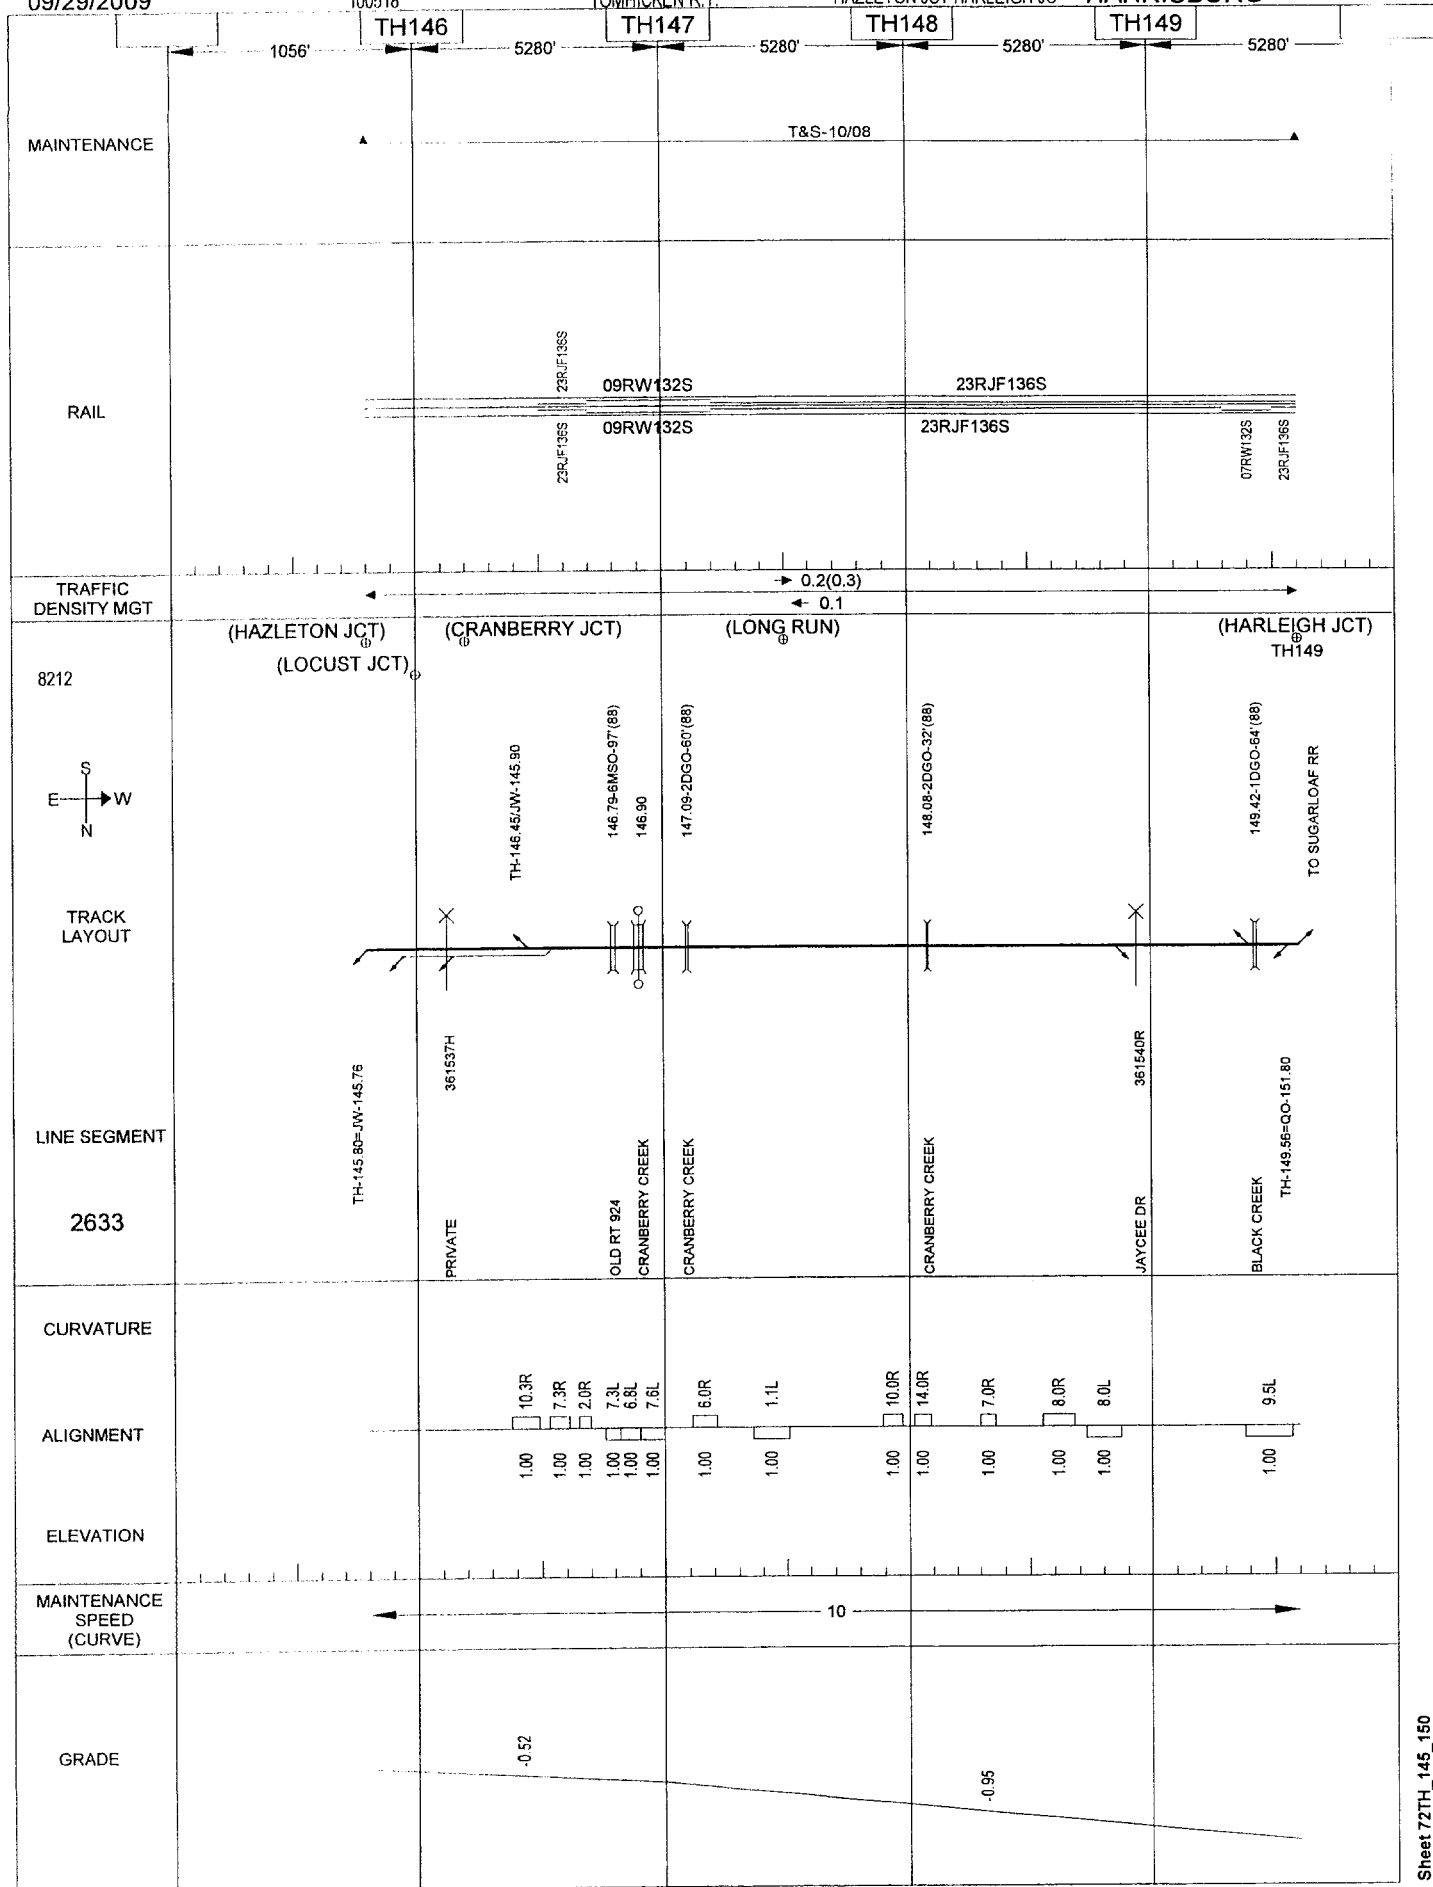 09/29/2009
100518
TOMHICKEN R.T.
HAZLETON JCT-HARLEIGH JC
HARRISBURG
TH146 TH147 TH148 TH149
1056' 5280' 5280' 5280' 5280'
MAINTENANCE
T&S-10/08
RAIL
23RJF136S
09RW132S
23RJF136S
23RJF136S
09RW132S
23RJF136S
07RW132S
23RJF136S
TRAFFIC
DENSITY MGT
0.2(0.3)
0.1
(HAZLETON JCT) (CRANBERRY JCT) (LONG RUN) (HARLEIGH JCT)
TH149
(LOCUST JCT)
8212
S
E W
N
TH-146.45/JW-145.90
146.79-6MSO-97'(88)
146.90
147.09-2DGO-60'(88)
148.08-2DGO-32'(88)
149.42-1DGO-64'(88)
TO SUGARLOAF RR
TRACK
LAYOUT
LINE SEGMENT
2633
TH-145.80=JW-145.76
361537H
PRIVATE
OLD RT 924
CRANBERRY CREEK
CRANBERRY CREEK
CRANBERRY CREEK
361540R
JAYCEE DR
BLACK CREEK
TH-149.56=QO-151.80
CURVATURE
10.3R 7.3R 2.0R 7.3L 6.8L 7.6L 6.0R 1.1L 10.0R 14.0R 7.0R 8.0R 8.0L 9.5L
ALIGNMENT
1.00 1.00 1.00 1.00 1.00 1.00 1.00 1.00 1.00 1.00 1.00 1.00 1.00 1.00
ELEVATION
MAINTENANCE
SPEED
(CURVE)
10
GRADE
-0.52
-0.95
Sheet 72TH_145_150